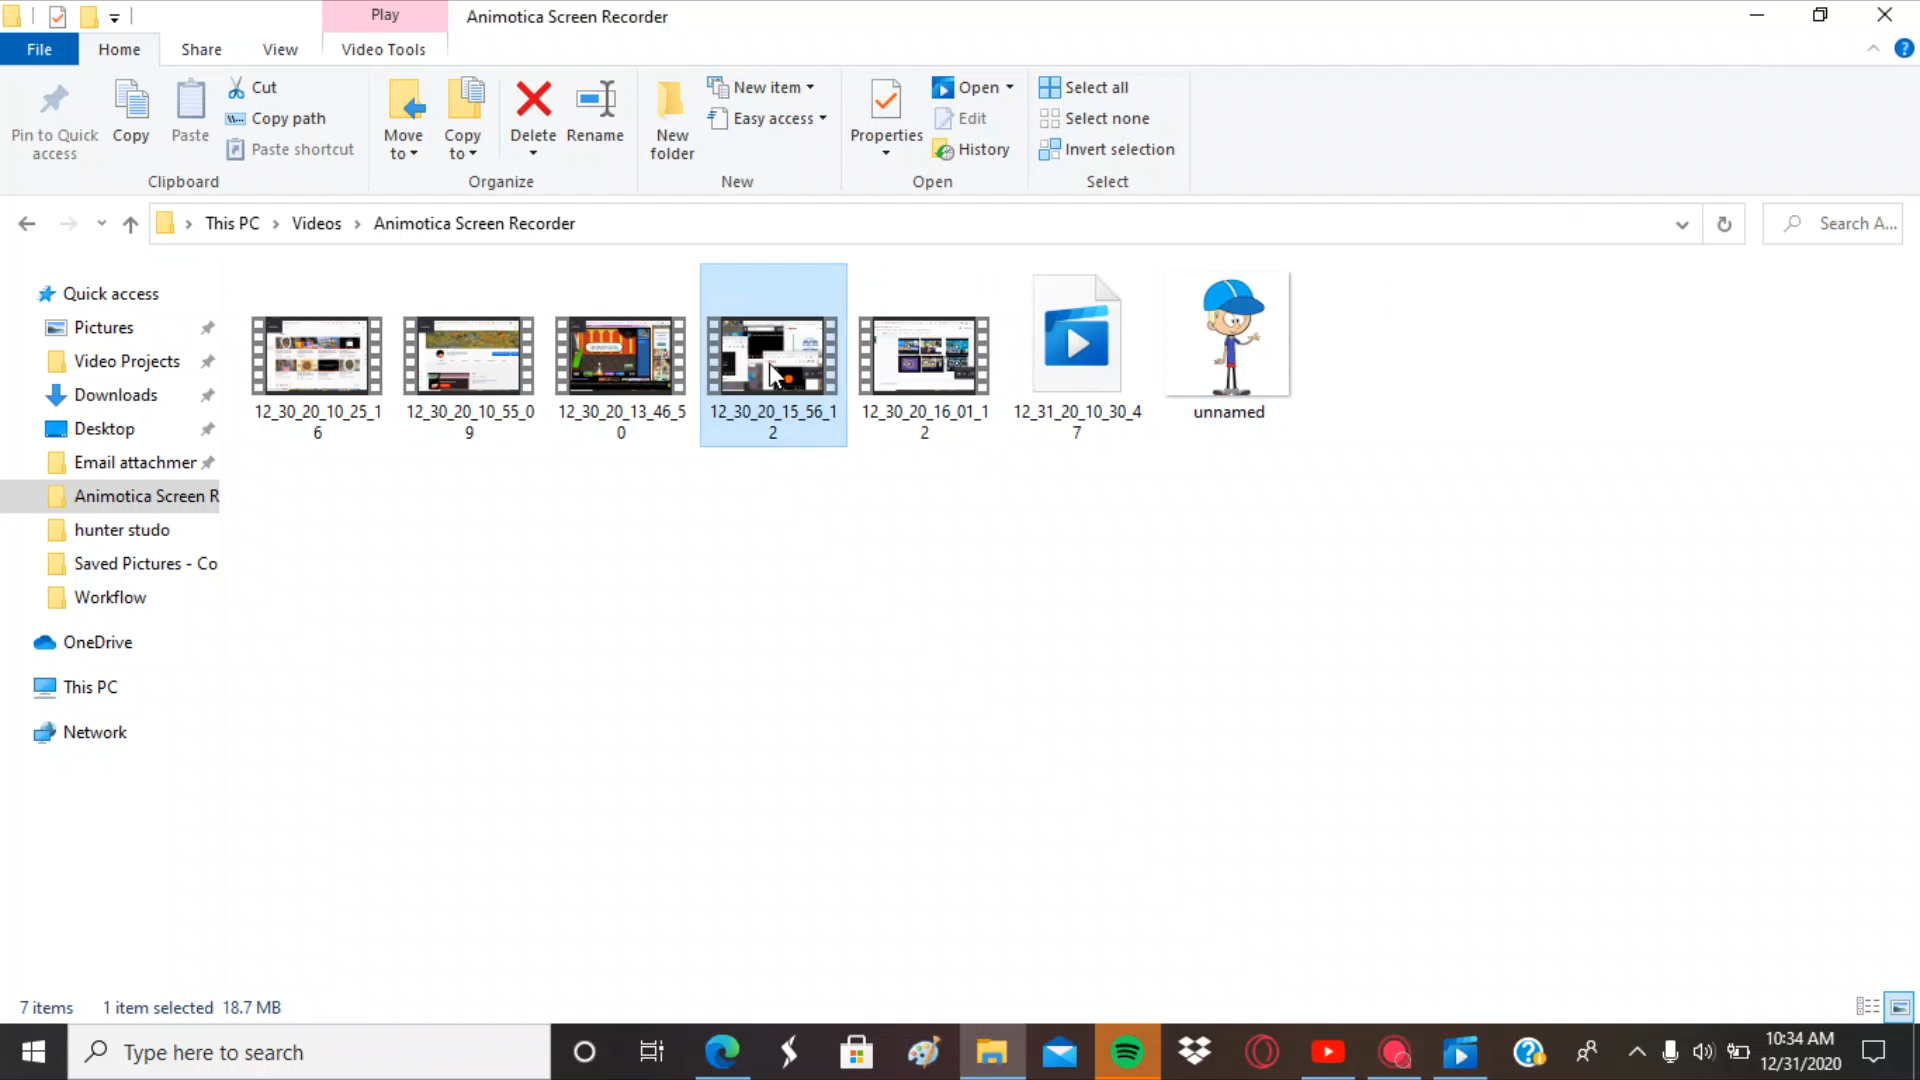 Play
Animotica Screen Recorder
File
Home
Share
View
Video Tools
Pin to Quick
access
Copy
Paste
Cut
Copy path
Paste shortcut
Clipboard
Move
to
Copy
to
Delete
Rename
Organize
New
folder
New item
Easy access
New
Properties
Open
Edit
History
Open
Select all
Select none
Invert selection
Select
This PC
Videos
Animotica Screen Recorder
Search A...
Quick access
Pictures
Video Projects
Downloads
Desktop
Email attachmer
Animotica Screen R
hunter studo
Saved Pictures - Co
Workflow
OneDrive
This PC
Network
12_30_20_10_25_1
6
12_30_20_10_55_0
9
12_30_20_13_46_5
0
12_30_20_15_56_1
2
12_30_20_16_01_1
2
12_31_20_10_30_4
7
unnamed
7 items
1 item selected 18.7 MB
Type here to search
10:34 AM
12/31/2020